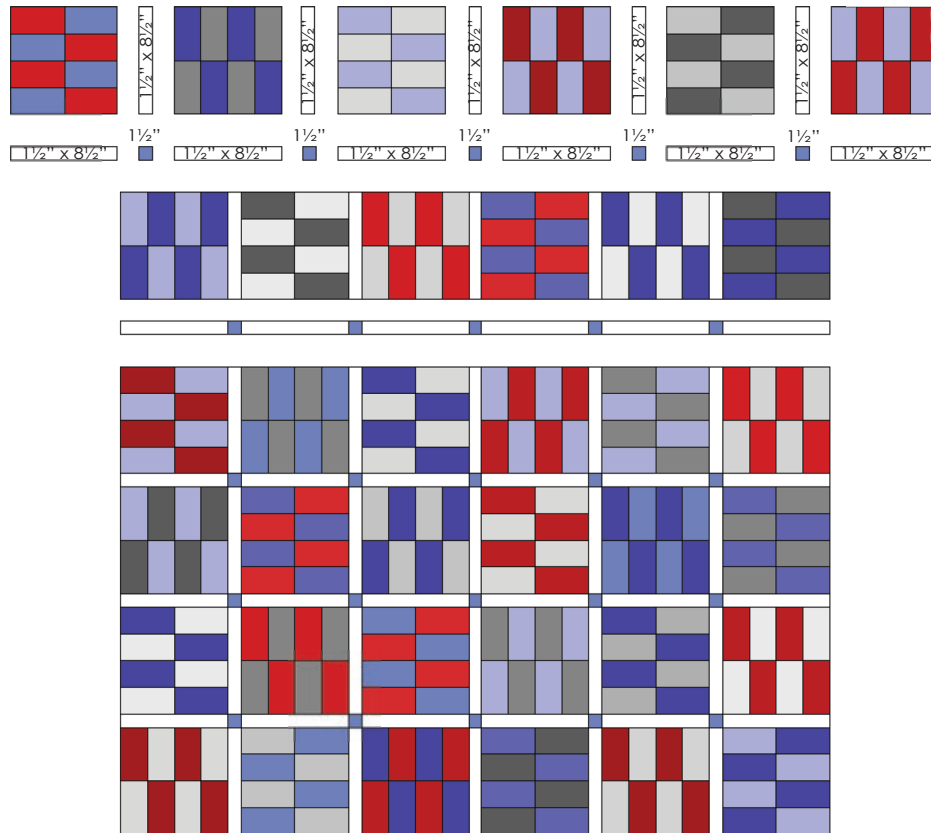 1½” x 8½” 1½” x 8½” 1½” x 8½” 1½” x 8½” 1½” x 8½”
1½” 1½” 1½” 1½” 1½”
1½” x 8½” 1½” x 8½” 1½” x 8½” 1½” x 8½” 1½” x 8½” 1½” x 8½”